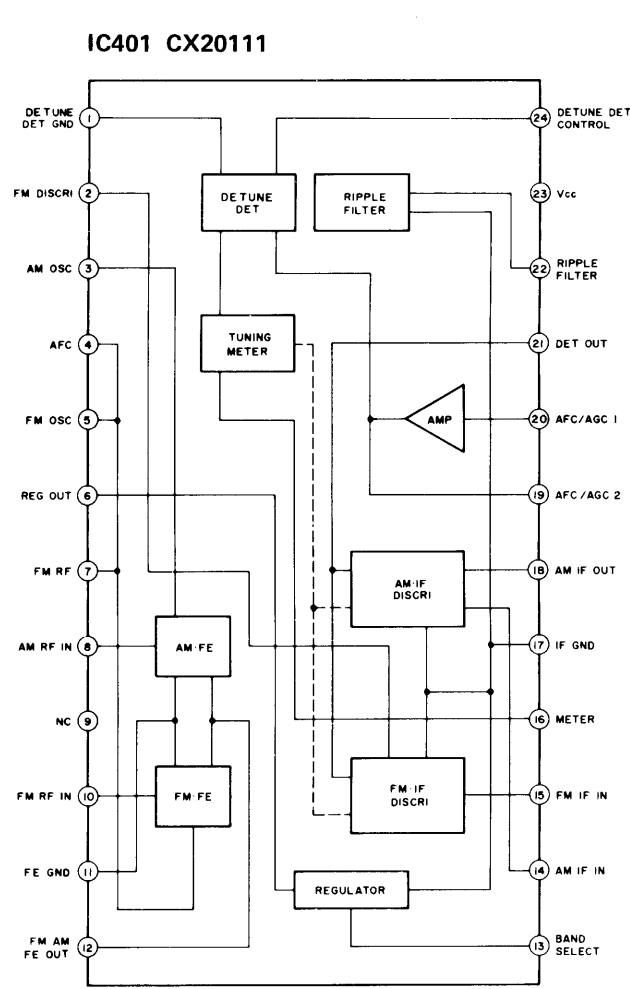 IC401 CX20111
DETUNE
DET GND
1
FM DISCRI 2
AM OSC 3
AFC 4
FM OSC 5
REG OUT 6
FM RF 7
AM RF IN 8
NC 9
FM RF IN 10
FE GND 11
FM AM
FE OUT
12
DETUNE
DET
RIPPLE
FILTER
TUNING
METER
AMP
AM·IF
DISCRI
AM·FE
FM·FE
FM·IF
DISCRI
REGULATOR
24 DETUNE DET
CONTROL
23 Vcc
22 RIPPLE
FILTER
21 DET OUT
20 AFC/AGC 1
19 AFC/AGC 2
18 AM IF OUT
17 IF GND
16 METER
15 FM IF IN
14 AM IF IN
13 BAND
SELECT